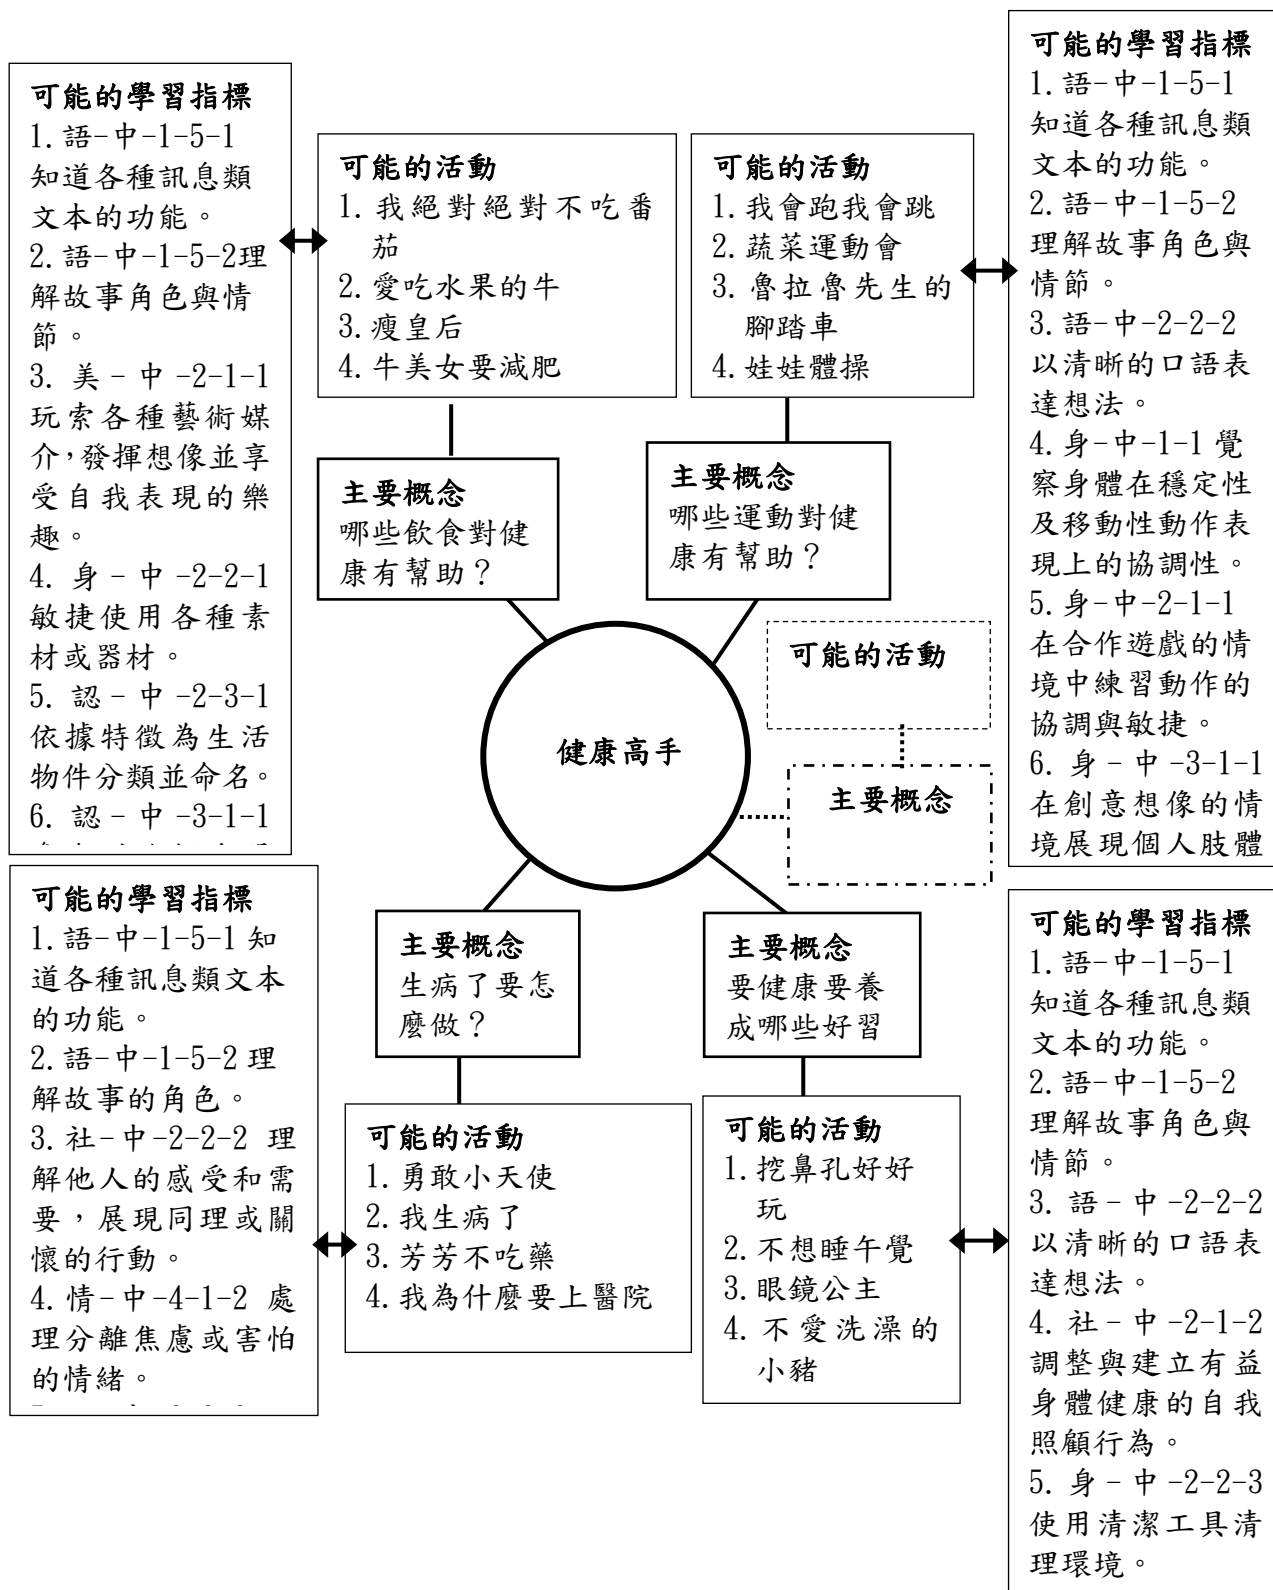 可能的學習指標
1.語-中-1-5-1
知道各種訊息類
文本的功能。
2.語-中-1-5-2理
解故事角色與情
節。
3. 美-中-2-1-1
玩索各種藝術媒
介,發揮想像並享
受自我表現的樂
趣。
4. 身-中-2-2-1
敏捷使用各種素
材或器材。
5. 認-中-2-3-1
依據特徵為生活
物件分類並命名。
6. 認-中-3-1-1
可能的活動
1.我絕對絕對不吃番
茄
2.愛吃水果的牛
3.瘦皇后
4.牛美女要減肥
主要概念
哪些飲食對健
康有幫助?
可能的活動
1.我會跑我會跳
2.蔬菜運動會
3.魯拉魯先生的
腳踏車
4.娃娃體操
主要概念
哪些運動對健
康有幫助?
可能的學習指標
1.語-中-1-5-1
知道各種訊息類
文本的功能。
2.語-中-1-5-2
理解故事角色與
情節。
3.語-中-2-2-2
以清晰的口語表
達想法。
4.身-中-1-1 覺
察身體在穩定性
及移動性動作表
現上的協調性。
5.身-中-2-1-1
在合作遊戲的情
境中練習動作的
協調與敏捷。
6. 身-中-3-1-1
在創意想像的情
境展現個人肢體
可能的活動
主要概念
健康高手
可能的學習指標
1.語-中-1-5-1 知
道各種訊息類文本
的功能。
2.語-中-1-5-2 理
解故事的角色。
3.社-中-2-2-2 理
解他人的感受和需
要,展現同理或關
懷的行動。
4.情-中-4-1-2 處
理分離焦慮或害怕
的情緒。
主要概念
生病了要怎
麼做?
可能的活動
1.勇敢小天使
2.我生病了
3.芳芳不吃藥
4.我為什麼要上醫院
主要概念
要健康要養
成哪些好習
可能的活動
1.挖鼻孔好好
玩
2.不想睡午覺
3.眼鏡公主
4.不愛洗澡的
小豬
可能的學習指標
1.語-中-1-5-1
知道各種訊息類
文本的功能。
2.語-中-1-5-2
理解故事角色與
情節。
3. 語-中-2-2-2
以清晰的口語表
達想法。
4. 社-中-2-1-2
調整與建立有益
身體健康的自我
照顧行為。
5. 身-中-2-2-3
使用清潔工具清
理環境。